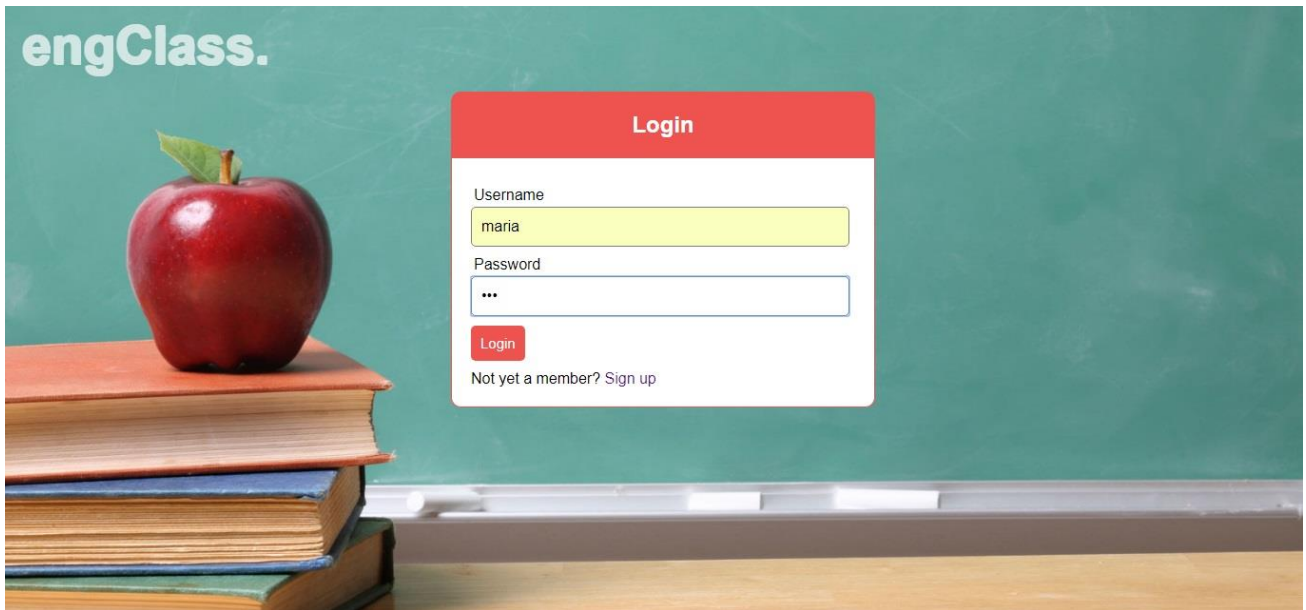 engClass.
Login
Username
maria
Password
•••
Login
Not yet a member? Sign up